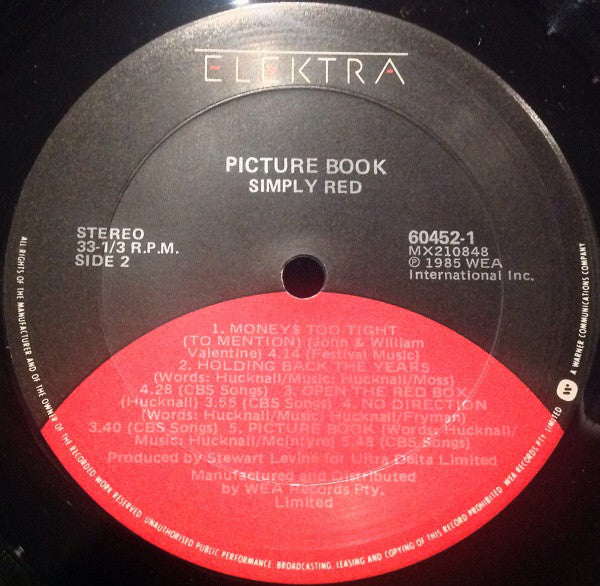 ELEKTRA
PICTURE BOOK
SIMPLY RED
STEREO
33-1/3 R.P.M.
SIDE 2
60452-1
MX210848
℗ 1985 WEA
International Inc.
1. MONEY$ TOO TIGHT
(TO MENTION) (John & William
Valentine) 4.14 (Festival Music)
2. HOLDING BACK THE YEARS
(Words: Hucknall/Music: Hucknall/Moss)
4.28 (CBS Songs) 3. OPEN THE RED BOX
(Hucknall) 3.55 (CBS Songs) 4. NO DIRECTION
(Words: Hucknall/Music: Hucknall/Fryman)
3.40 (CBS Songs) 5. PICTURE BOOK (Words: Hucknall/
Music: Hucknall/McIntyre) 5.48 (CBS Songs)
Produced by Stewart Levine for Ultra Delta Limited
Manufactured and Distributed
by WEA Records Pty.
Limited
ALL RIGHTS OF THE MANUFACTURER AND OF THE OWNER OF THE RECORDED WORK RESERVED. UNAUTHORISED PUBLIC PERFORMANCE, BROADCASTING, LEASING AND COPYING OF THIS RECORD PROHIBITED. WEA RECORDS PTY. LIMITED
A WARNER COMMUNICATIONS COMPANY